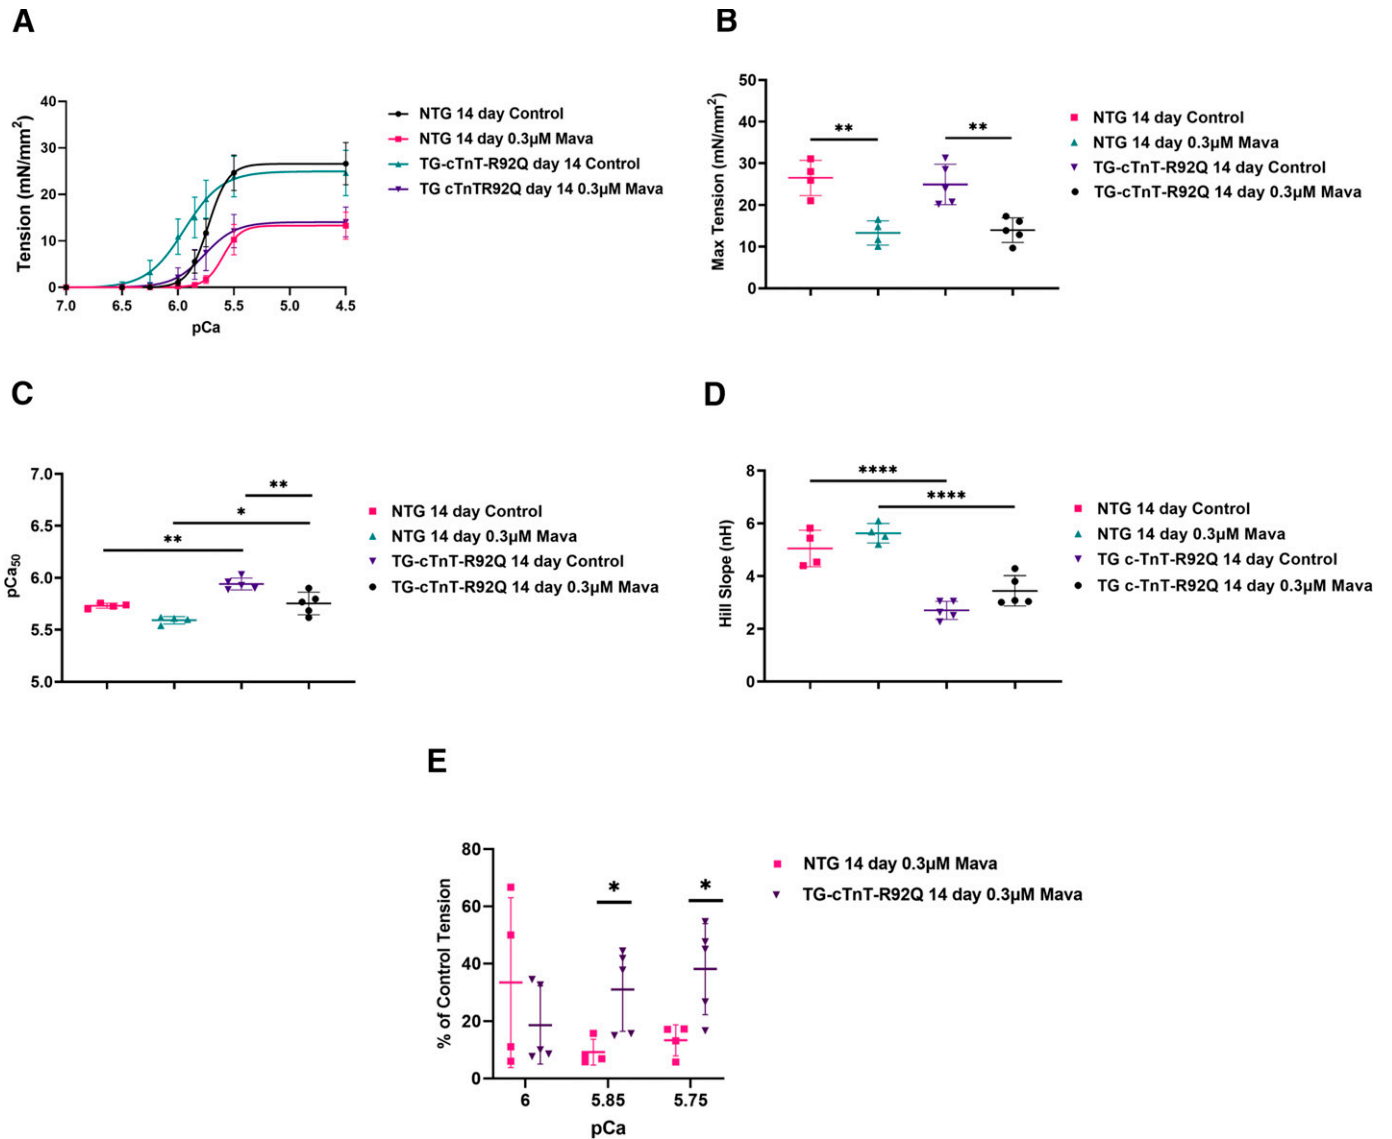 A
Tension (mN/mm²)
40
30
20
10
0
7.0 6.5 6.0 5.5 5.0 4.5
pCa
NTG 14 day Control
NTG 14 day 0.3µM Mava
TG-cTnT-R92Q day 14 Control
TG cTnTR92Q day 14 0.3µM Mava
B
Max Tension (mN/mm²)
50
40
30
20
10
0
** **
NTG 14 day Control
NTG 14 day 0.3µM Mava
TG-cTnT-R92Q 14 day Control
TG-cTnT-R92Q 14 day 0.3µM Mava
C
pCa₅₀
7.0
6.5
6.0
5.5
5.0
**
*
**
NTG 14 day Control
NTG 14 day 0.3µM Mava
TG-cTnT-R92Q 14 day Control
TG-cTnT-R92Q 14 day 0.3µM Mava
D
Hill Slope (nH)
8
6
4
2
0
****
****
NTG 14 day Control
NTG 14 day 0.3µM Mava
TG c-TnT-R92Q 14 day Control
TG c-TnT-R92Q 14 day 0.3µM Mava
E
% of Control Tension
80
60
40
20
0
* *
6 5.85 5.75
pCa
NTG 14 day 0.3µM Mava
TG-cTnT-R92Q 14 day 0.3µM Mava